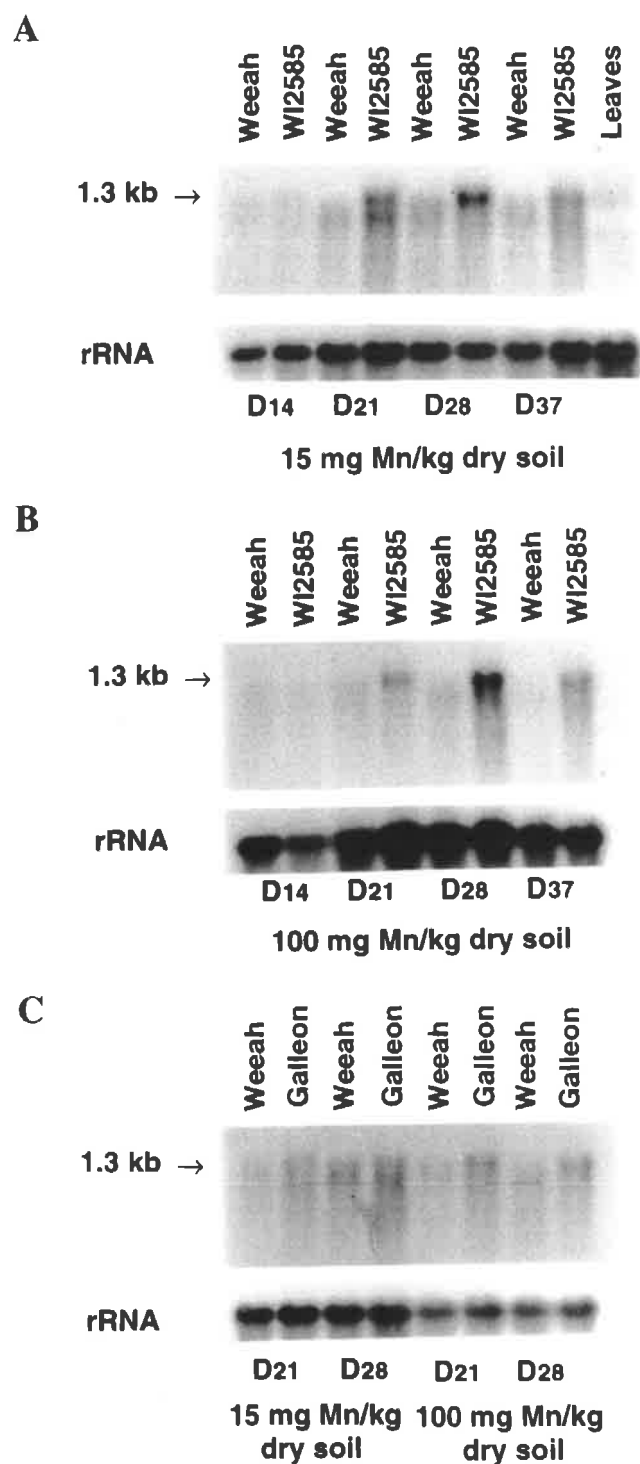 A
Weeah WI2585 Weeah WI2585 Weeah WI2585 Weeah WI2585 Leaves
1.3 kb →
rRNA
D14 D21 D28 D37
15 mg Mn/kg dry soil
B
Weeah WI2585 Weeah WI2585 Weeah WI2585 Weeah WI2585
1.3 kb →
rRNA
D14 D21 D28 D37
100 mg Mn/kg dry soil
C
Weeah Galleon Weeah Galleon Weeah Galleon Weeah Galleon
1.3 kb →
rRNA
D21 D28 D21 D28
15 mg Mn/kg 100 mg Mn/kg
dry soil dry soil